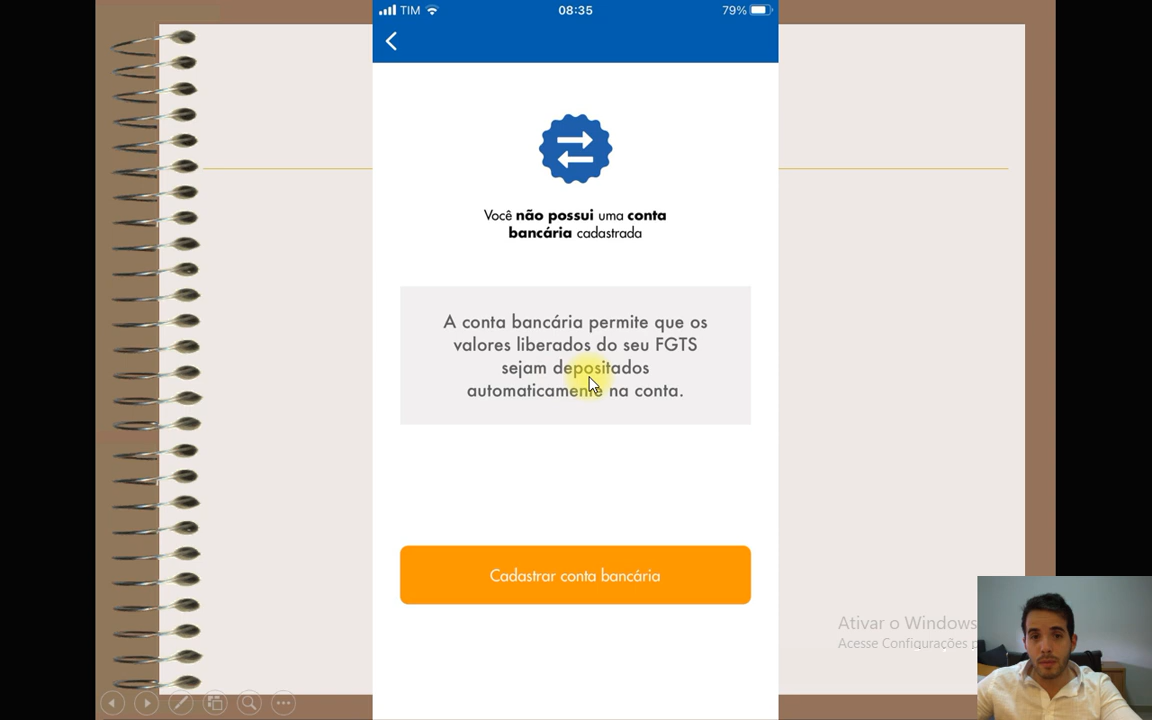 TIM
08:35
79%
Você não possui uma conta
bancária cadastrada
A conta bancária permite que os
valores liberados do seu FGTS
sejam depositados
automaticamente na conta.
Cadastrar conta bancária
Ativar o Windows
Acesse Configurações